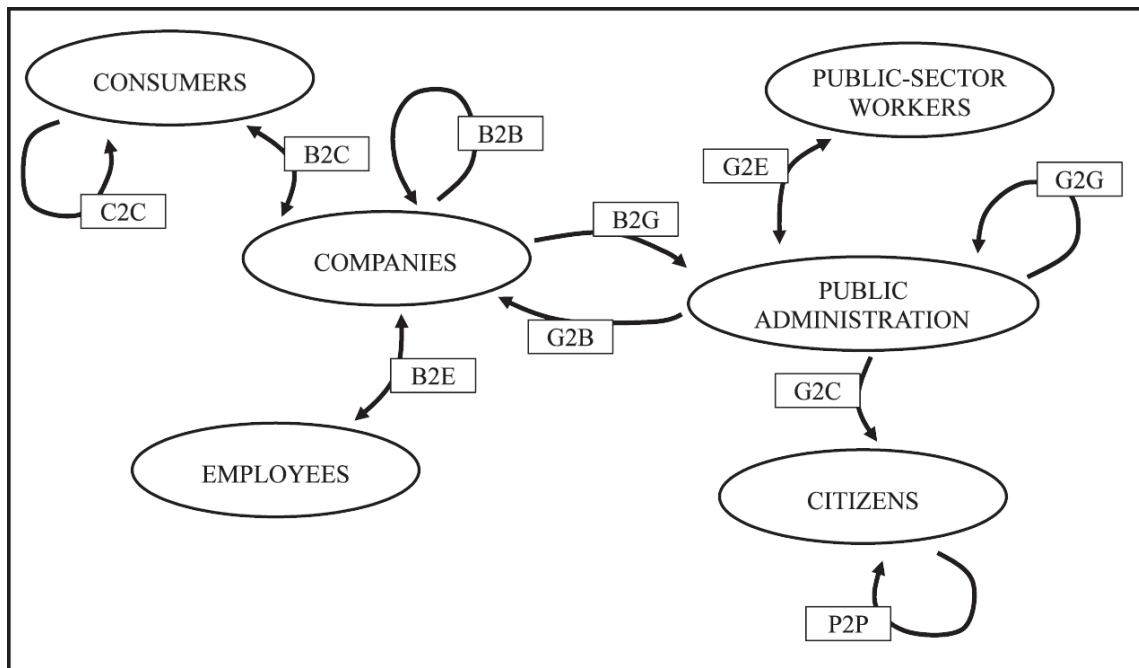 CONSUMERS
PUBLIC-SECTOR
WORKERS
B2B
B2C
G2E
G2G
C2C
B2G
COMPANIES
PUBLIC
ADMINISTRATION
G2B
B2E
G2C
EMPLOYEES
CITIZENS
P2P